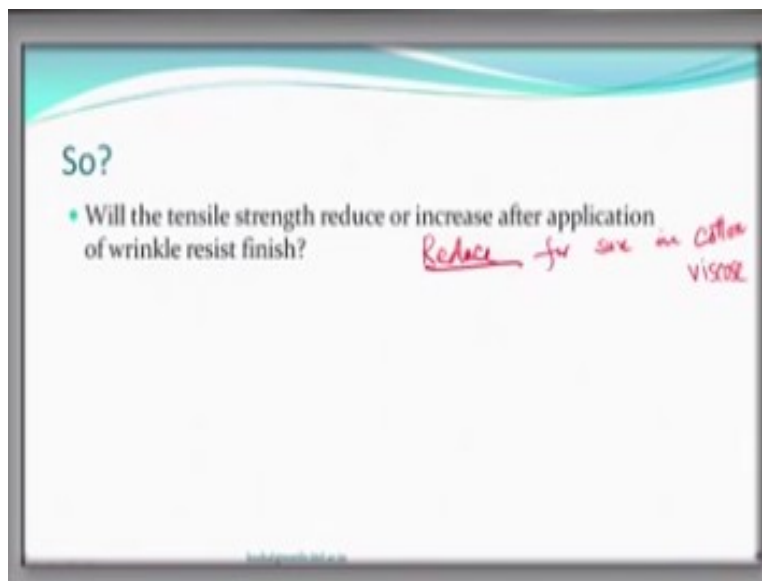 So?
• Will the tensile strength reduce or increase after application
of wrinkle resist finish?
Reduce for sure in cotton
viscose